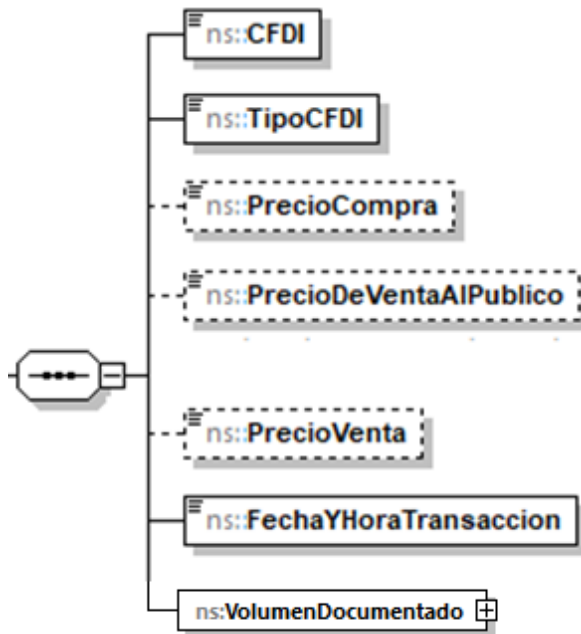 ns::CFDI
ns::TipoCFDI
ns::PrecioCompra
ns::PrecioDeVentaAlPublico
ns::PrecioVenta
ns::FechaYHoraTransaccion
ns:VolumenDocumentado